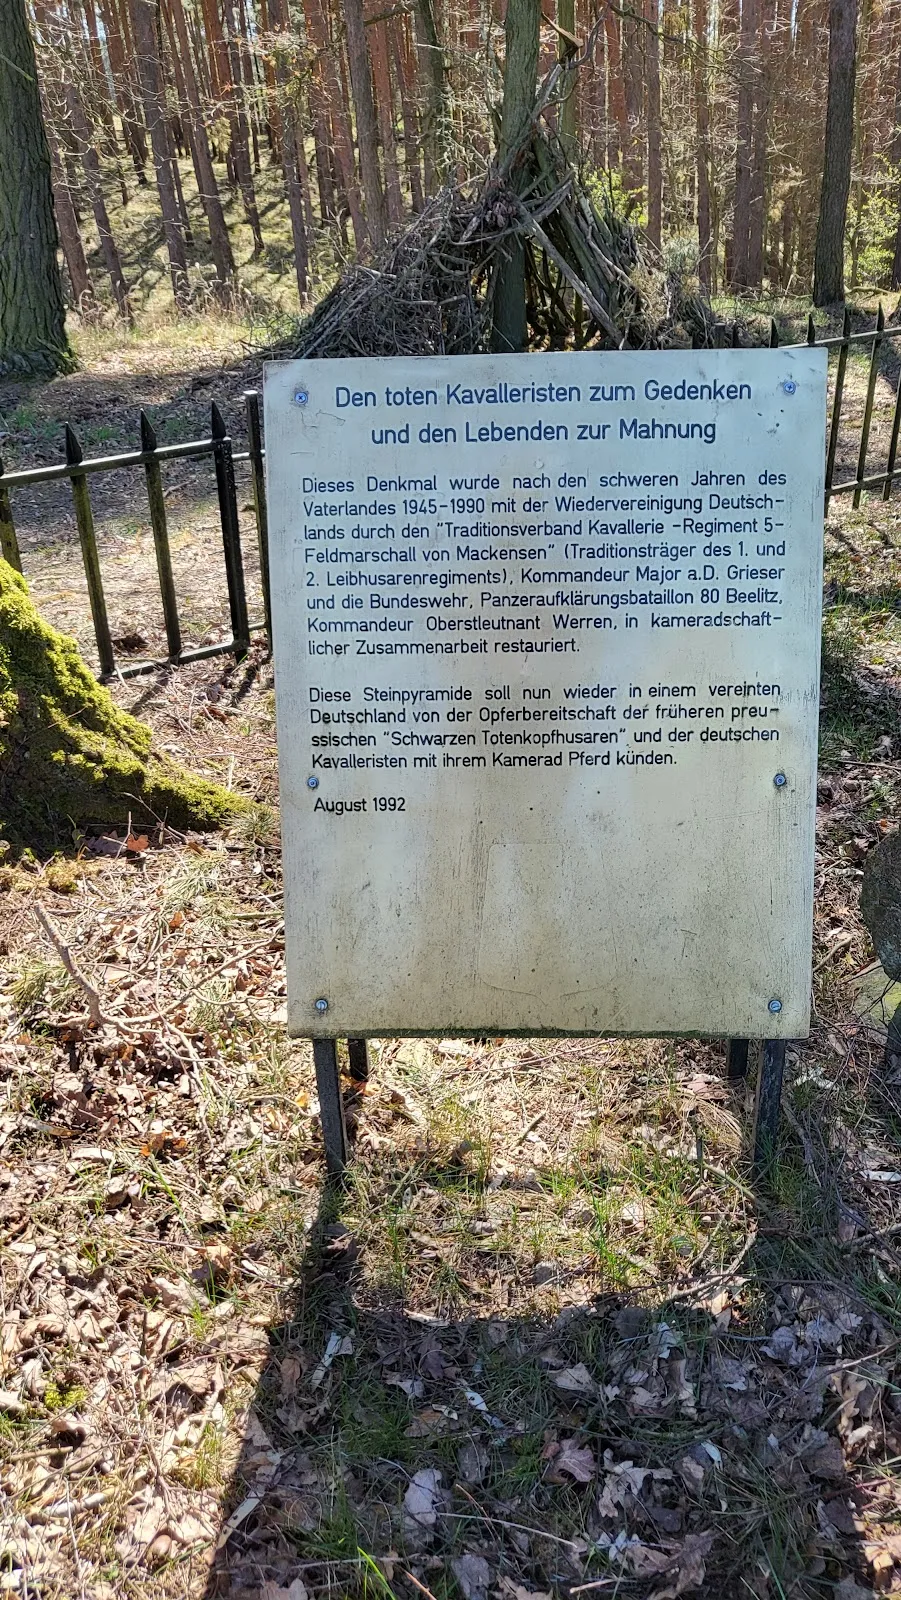 Den toten Kavalleristen zum Gedenken
und den Lebenden zur Mahnung
Dieses Denkmal wurde nach den schweren Jahren des
Vaterlandes 1945-1990 mit der Wiedervereinigung Deutsch-
lands durch den "Traditionsverband Kavallerie -Regiment 5-
Feldmarschall von Mackensen" (Traditionsträger des 1. und
2. Leibhusarenregiments), Kommandeur Major a.D. Grieser
und die Bundeswehr, Panzeraufklärungsbataillon 80 Beelitz,
Kommandeur Oberstleutnant Werren, in kameradschaft-
licher Zusammenarbeit restauriert.
Diese Steinpyramide soll nun wieder in einem vereinten
Deutschland von der Opferbereitschaft der früheren preu-
ssischen "Schwarzen Totenkopfhusaren" und der deutschen
Kavalleristen mit ihrem Kamerad Pferd künden.
August 1992